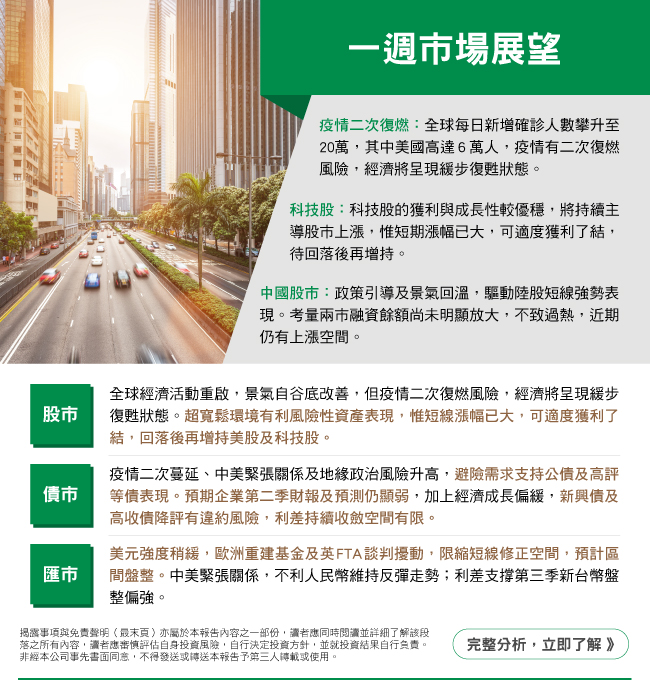 一週市場展望
疫情二次復燃：全球每日新增確診人數攀升至
20萬，其中美國高達 6 萬人，疫情有二次復燃
風險，經濟將呈現緩步復甦狀態。
科技股：科技股的獲利與成長性較優穩，將持續主
導股市上漲，惟短期漲幅已大，可適度獲利了結，
待回落後再增持。
中國股市：政策引導及景氣回溫，驅動陸股短線強勢表
現。考量兩市融資餘額尚未明顯放大，不致過熱，近期
仍有上漲空間。
股市
全球經濟活動重啟，景氣自谷底改善，但疫情二次復燃風險，經濟將呈現緩步
復甦狀態。超寬鬆環境有利風險性資產表現，惟短線漲幅已大，可適度獲利了
結，回落後再增持美股及科技股。
債市
疫情二次蔓延、中美緊張關係及地緣政治風險升高，避險需求支持公債及高評
等債表現。預期企業第二季財報及預測仍顯弱，加上經濟成長偏緩，新興債及
高收債降評有違約風險，利差持續收斂空間有限。
匯市
美元強度稍緩，歐洲重建基金及英FTA談判擾動，限縮短線修正空間，預計區
間盤整。中美緊張關係，不利人民幣維持反彈走勢；利差支撐第三季新台幣盤
整偏強。
揭露事項與免責聲明（最末頁）亦屬於本報告內容之一部份，讀者應同時閱讀並詳細了解該段
落之所有內容，讀者應審慎評估自身投資風險，自行決定投資方針，並就投資結果自行負責。
非經本公司事先書面同意，不得發送或轉送本報告予第三人轉載或使用。
完整分析，立即了解 》